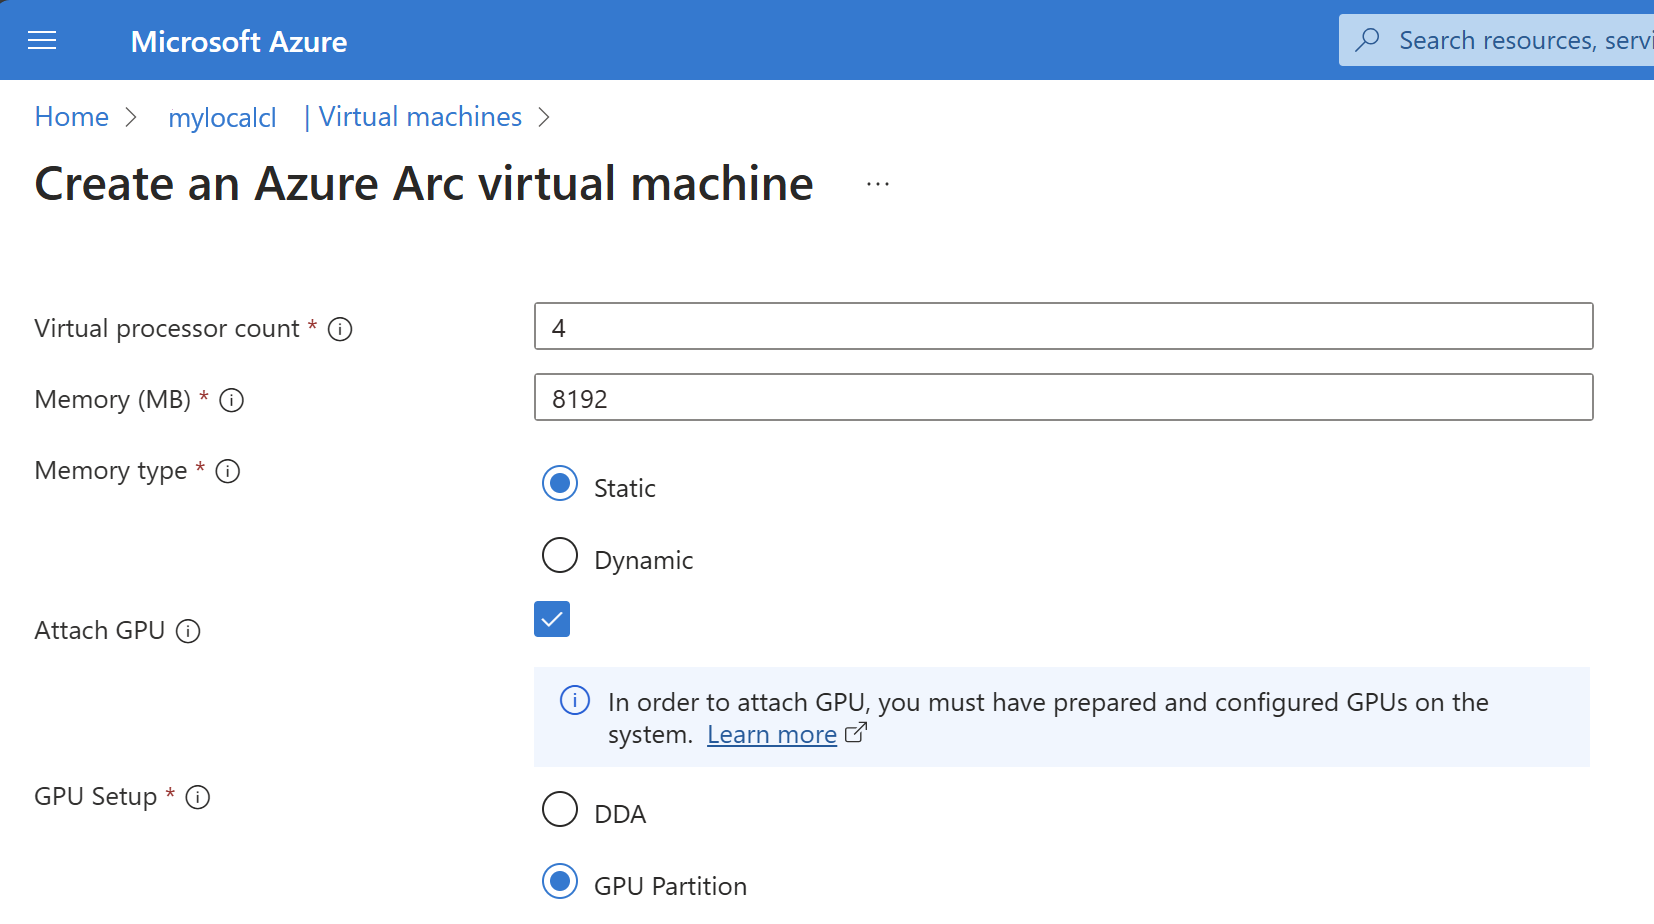 Microsoft Azure
Search resources, servi
Home > mylocalcl | Virtual machines >
Create an Azure Arc virtual machine ...
Virtual processor count *
4
Memory (MB) *
8192
Memory type *
Static
Dynamic
Attach GPU
In order to attach GPU, you must have prepared and configured GPUs on the
system. Learn more
GPU Setup *
DDA
GPU Partition